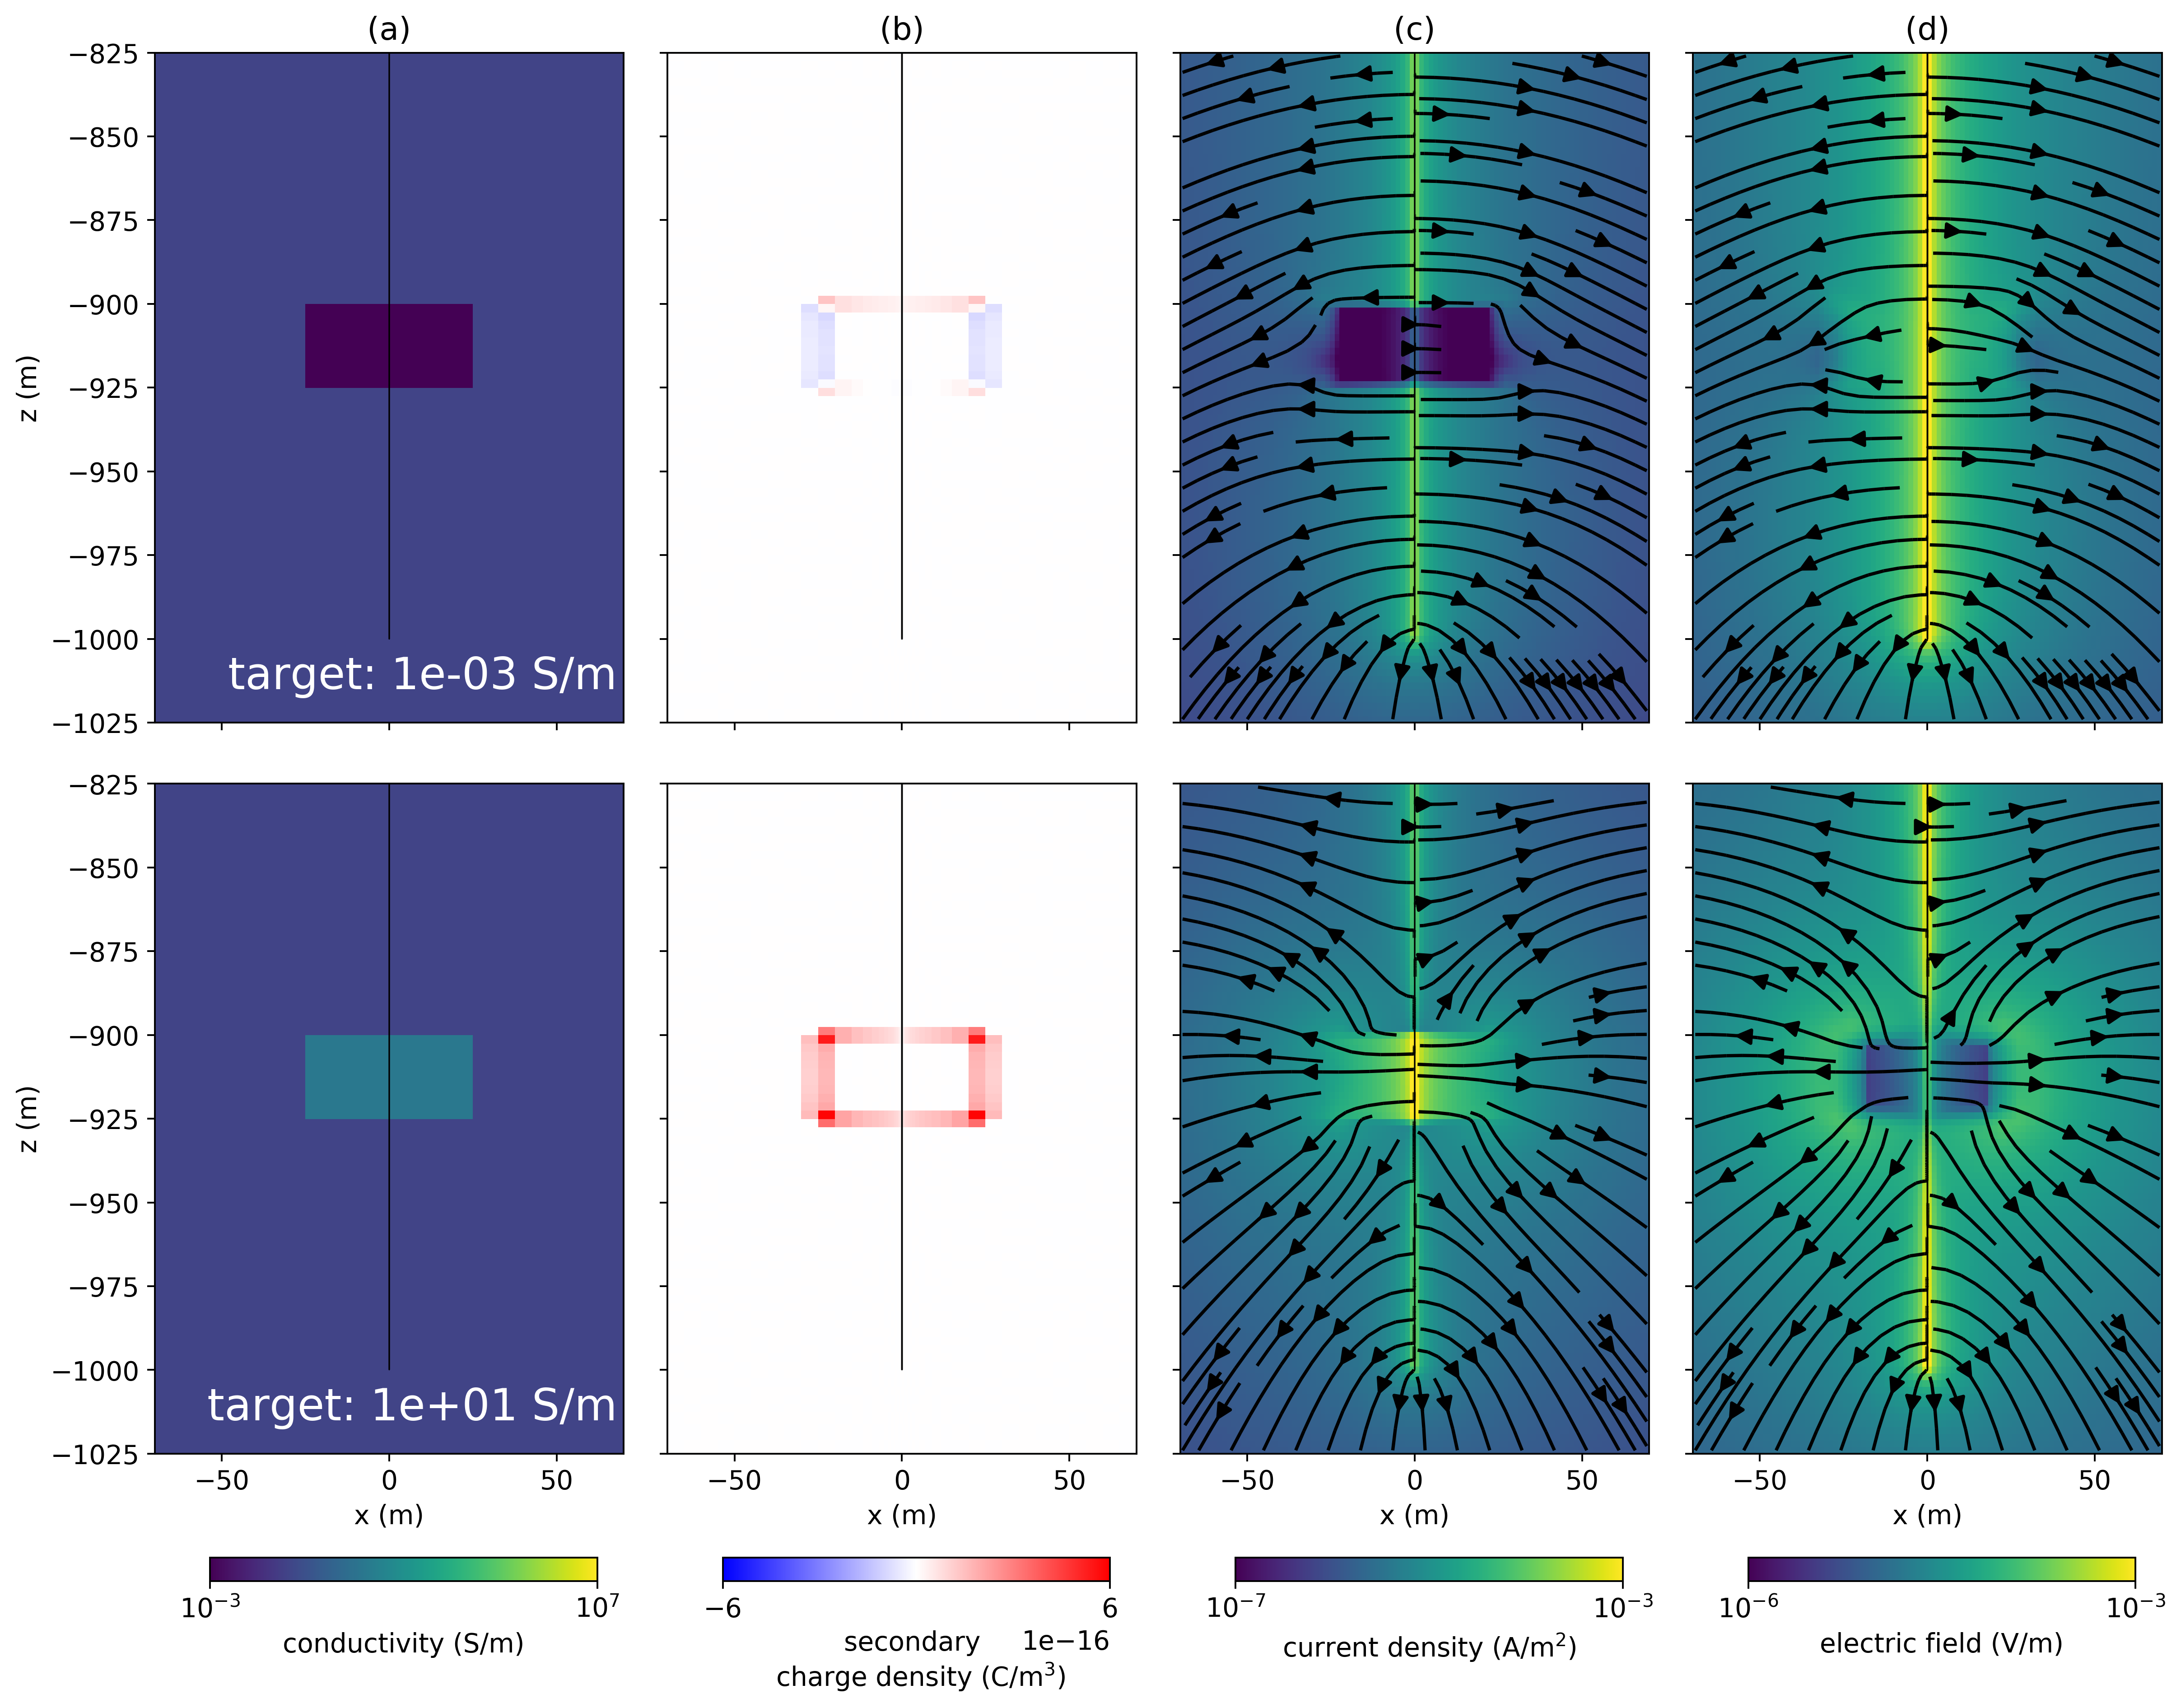 (a) (b) (c) (d)
−825
−850
−875
−900
−925
−950
−975
−1000
−1025
z (m)
target: 1e-03 S/m
−825
−850
−875
−900
−925
−950
−975
−1000
−1025
z (m)
target: 1e+01 S/m
−50 0 50 −50 0 50 −50 0 50 −50 0 50
x (m) x (m) x (m) x (m)
10⁻³ 10⁷ −6 6 10⁻⁷ 10⁻³ 10⁻⁶ 10⁻³
conductivity (S/m) secondary 1e−16 current density (A/m²) electric field (V/m)
charge density (C/m³)